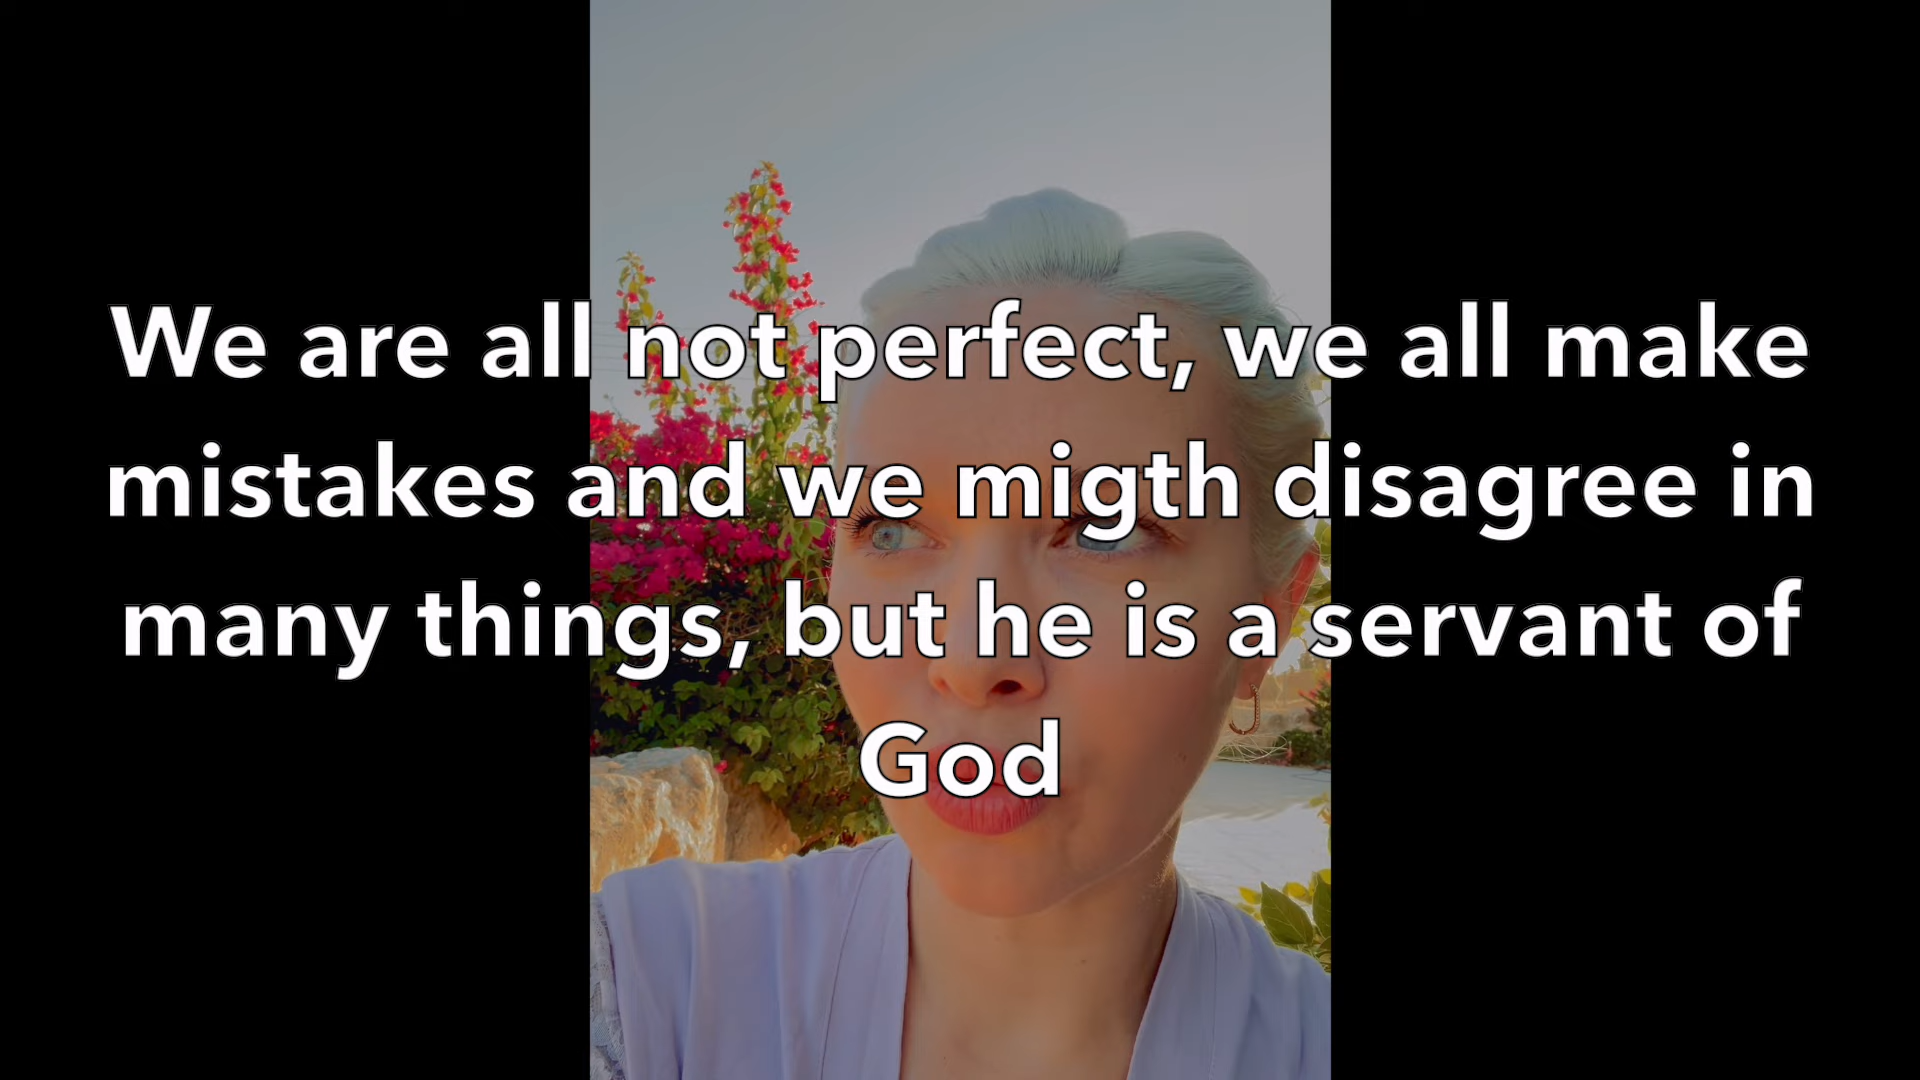 We are all not perfect, we all make
mistakes and we migth disagree in
many things, but he is a servant of
God